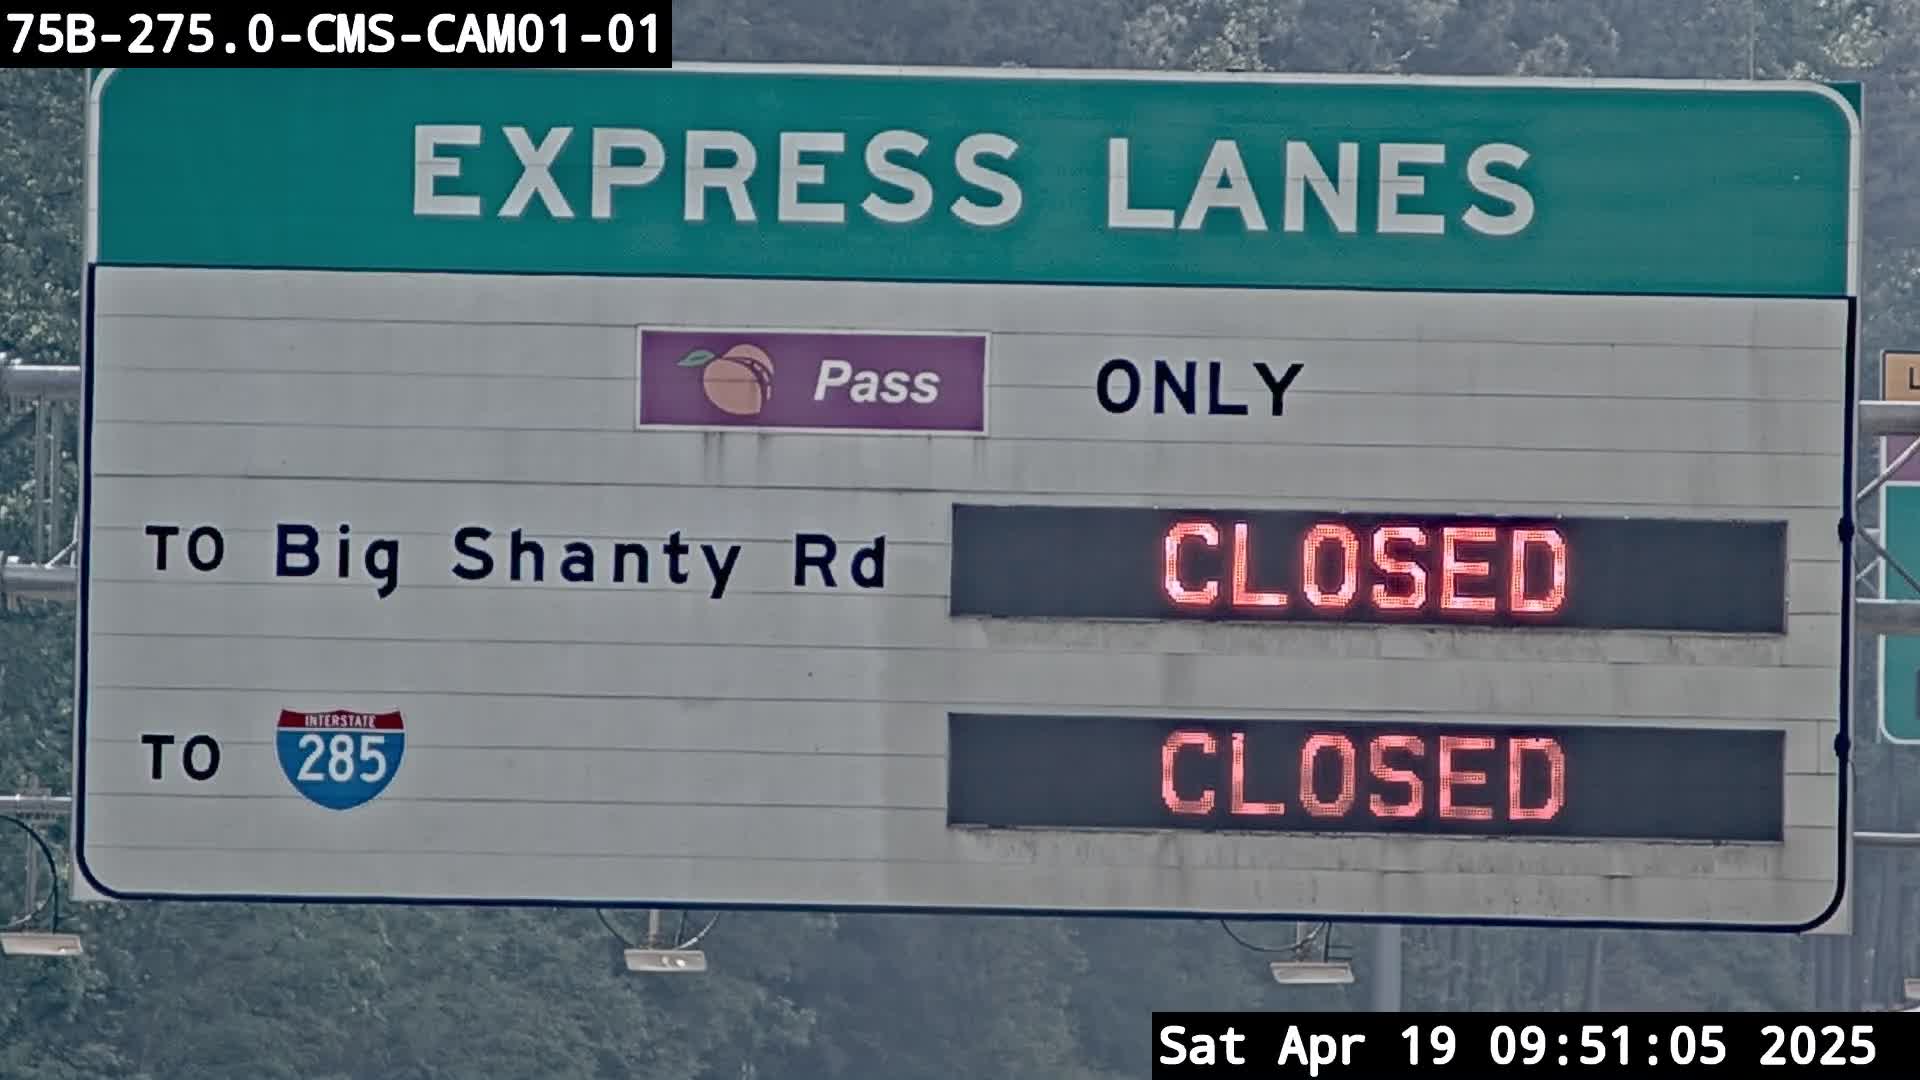 75B-275.0-CMS-CAM01-01
EXPRESS LANES
Pass ONLY
TO Big Shanty Rd CLOSED
TO INTERSTATE 285 CLOSED
Sat Apr 19 09:51:05 2025